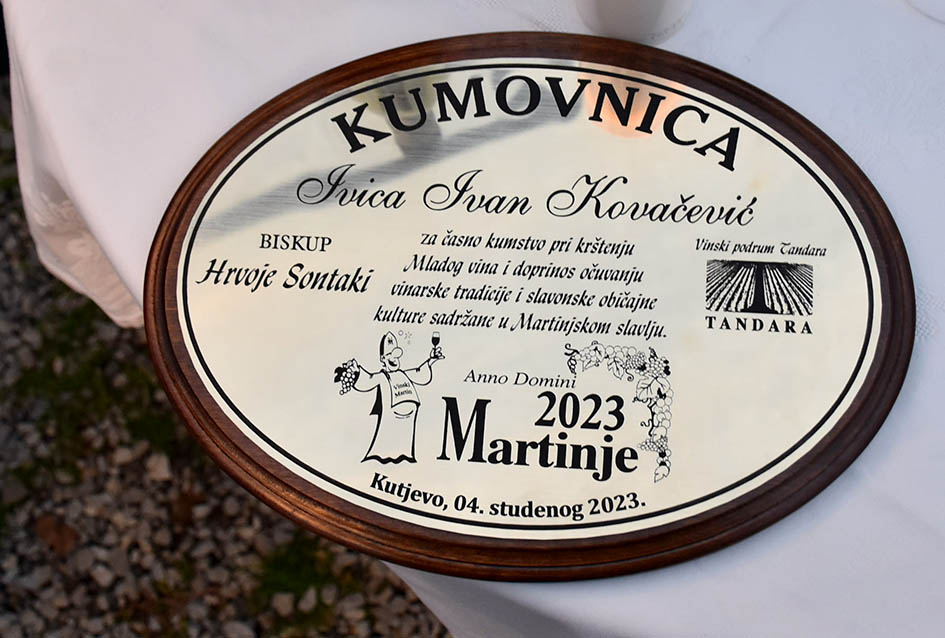 KUMOVNICA
Ivica Ivan Kovačević
BISKUP
Hrvoje Sontaki
za časno kumstvo pri krštenju
Mladog vina i doprinos očuvanju
vinarske tradicije i slavonske običajne
kulture sadržane u Martinjskom slavlju.
Vinski podrum Tandara
TANDARA
Vinski
Martin
Anno Domini
2023
Martinje
Kutjevo, 04. studenog 2023.